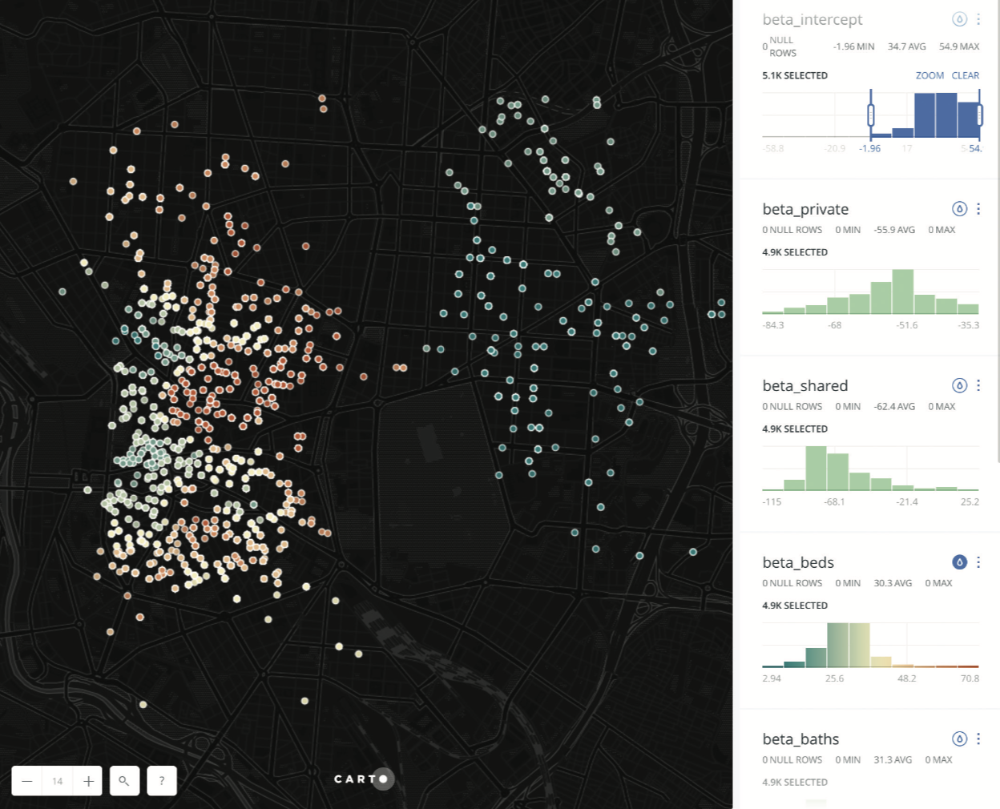 beta_intercept
0 NULL ROWS -1.96 MIN 34.7 AVG 54.9 MAX
5.1K SELECTED ZOOM CLEAR
-58.8 -20.9 -1.96 17 54.
beta_private
0 NULL ROWS 0 MIN -55.9 AVG 0 MAX
4.9K SELECTED
-84.3 -68 -51.6 -35.3
beta_shared
0 NULL ROWS 0 MIN -62.4 AVG 0 MAX
4.9K SELECTED
-115 -68.1 -21.4 25.2
beta_beds
0 NULL ROWS 0 MIN 30.3 AVG 0 MAX
4.9K SELECTED
2.94 25.6 48.2 70.8
beta_baths
0 NULL ROWS 0 MIN 31.3 AVG 0 MAX
4.9K SELECTED
14 ?
CARTO